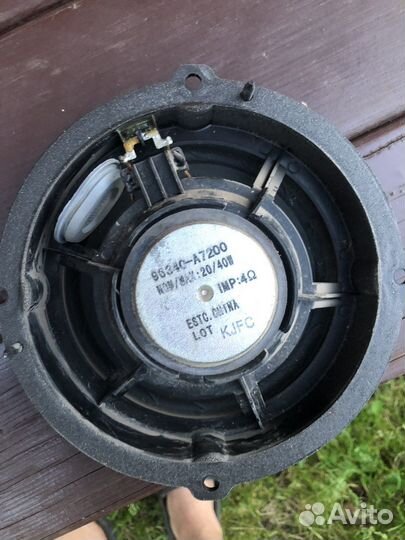 96340-A7200
NOM/MAX:20/40W
IMP:4Ω
ESTC.CHINA
LOT KJFC
Avito